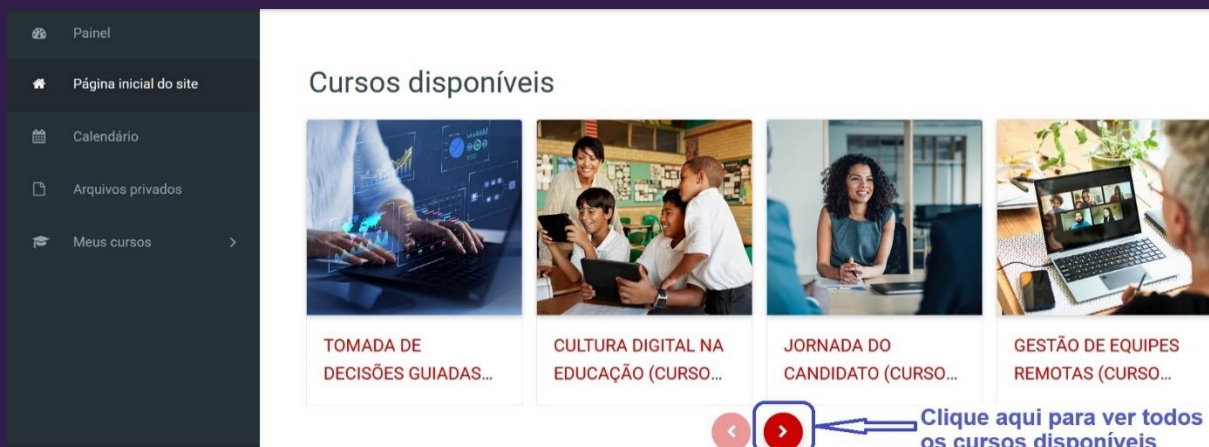 Painel
Página inicial do site
Calendário
Arquivos privados
Meus cursos
Cursos disponíveis
TOMADA DE
DECISÕES GUIADAS...
CULTURA DIGITAL NA
EDUCAÇÃO (CURSO...
JORNADA DO
CANDIDATO (CURSO...
GESTÃO DE EQUIPES
REMOTAS (CURSO...
Clique aqui para ver todos
os cursos disponíveis